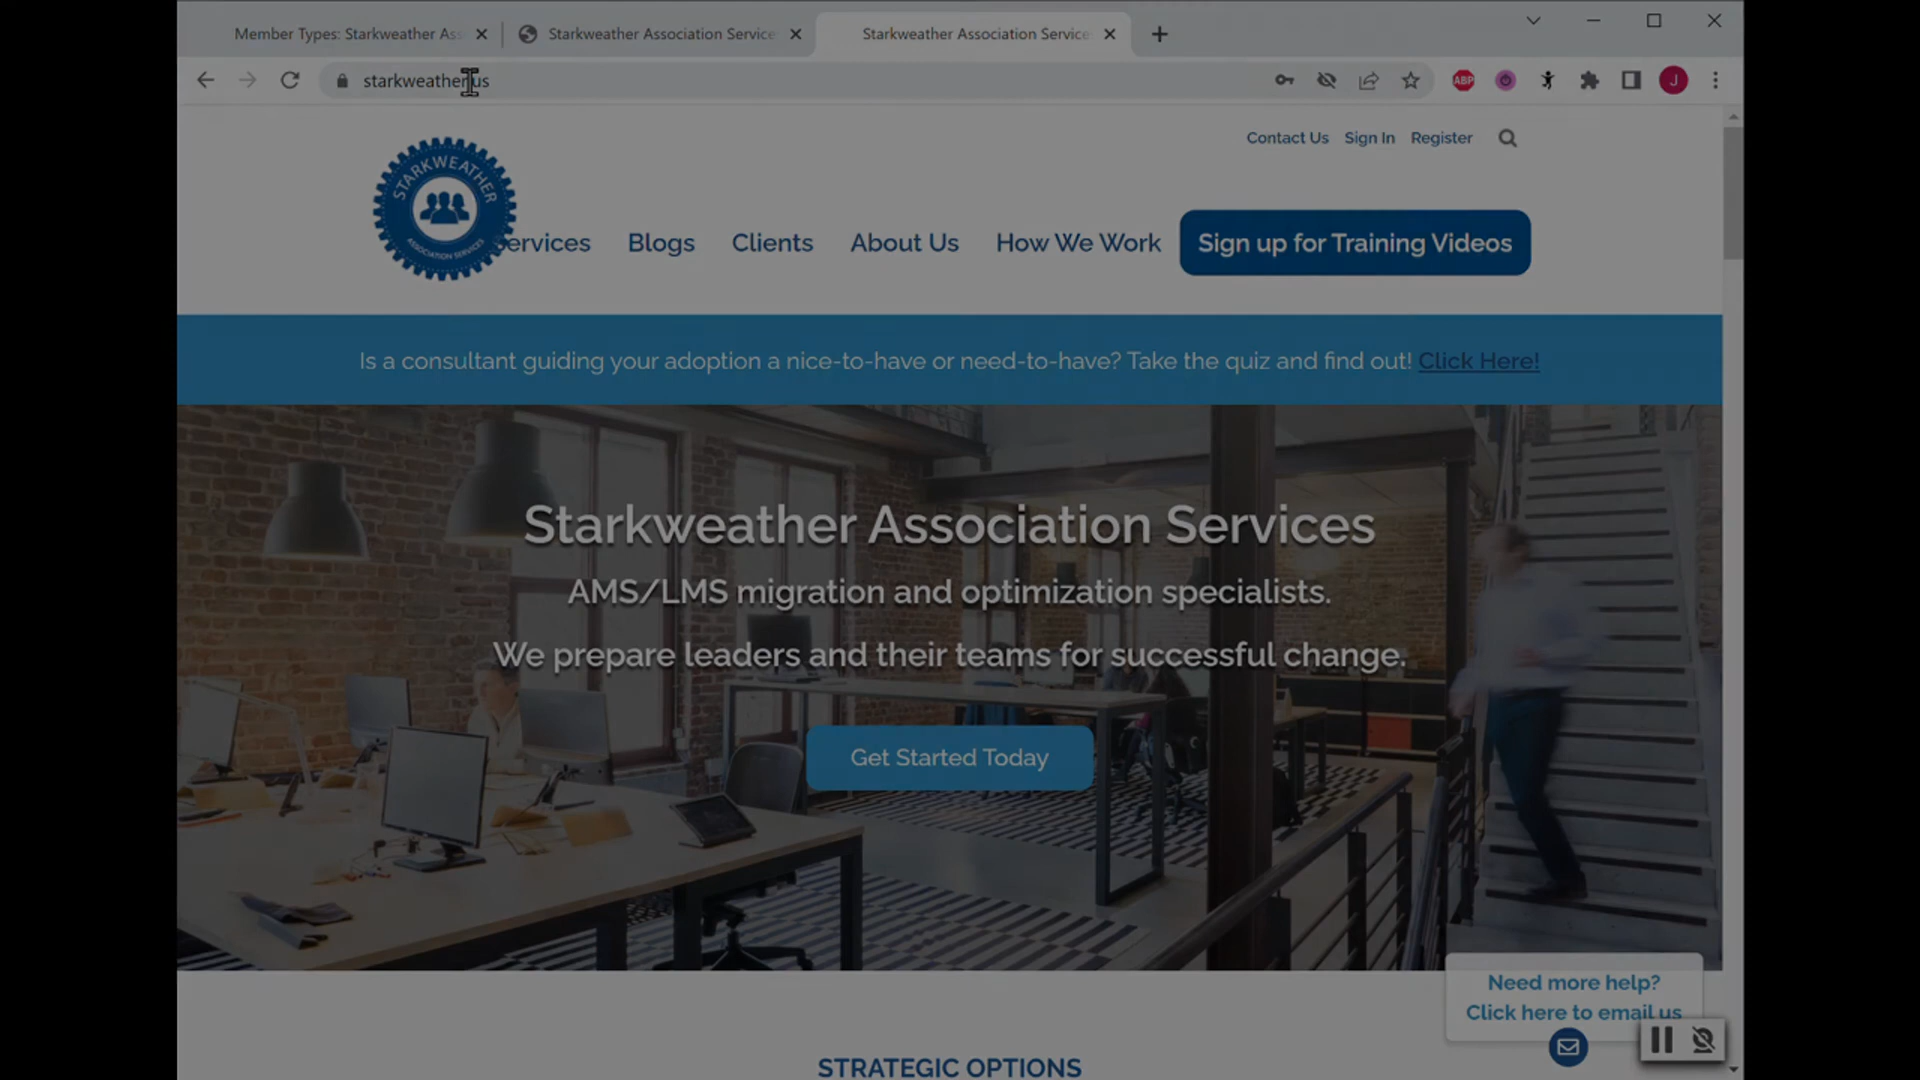 Member Types: Starkweather Ass
Starkweather Association Service
Starkweather Association Service
starkweather.us
ABP
J
Contact Us Sign In Register
STARKWEATHER
ASSOCIATION SERVICES
ervices Blogs Clients About Us How We Work Sign up for Training Videos
Is a consultant guiding your adoption a nice-to-have or need-to-have? Take the quiz and find out! Click Here!
Starkweather Association Services
AMS/LMS migration and optimization specialists.
We prepare leaders and their teams for successful change.
Get Started Today
Need more help?
Click here to email us
STRATEGIC OPTIONS